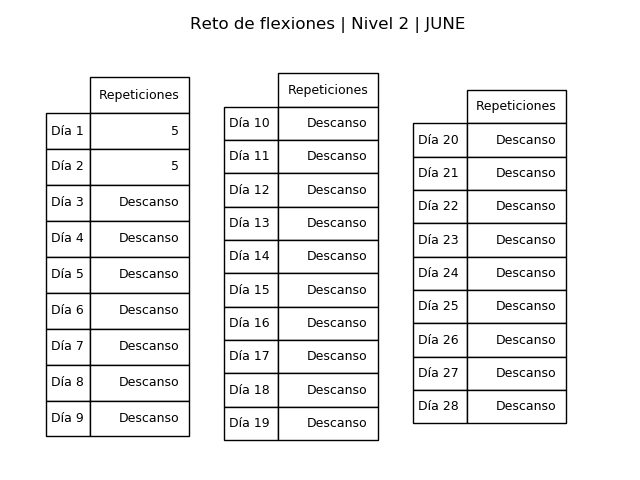 Reto de flexiones | Nivel 2 | JUNE
Repeticiones
Día 1 5
Día 2 5
Día 3 Descanso
Día 4 Descanso
Día 5 Descanso
Día 6 Descanso
Día 7 Descanso
Día 8 Descanso
Día 9 Descanso
Repeticiones
Día 10 Descanso
Día 11 Descanso
Día 12 Descanso
Día 13 Descanso
Día 14 Descanso
Día 15 Descanso
Día 16 Descanso
Día 17 Descanso
Día 18 Descanso
Día 19 Descanso
Repeticiones
Día 20 Descanso
Día 21 Descanso
Día 22 Descanso
Día 23 Descanso
Día 24 Descanso
Día 25 Descanso
Día 26 Descanso
Día 27 Descanso
Día 28 Descanso